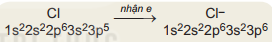 Cl nhận e Cl–
1s²2s²2p⁶3s²3p⁵ 1s²2s²2p⁶3s²3p⁶